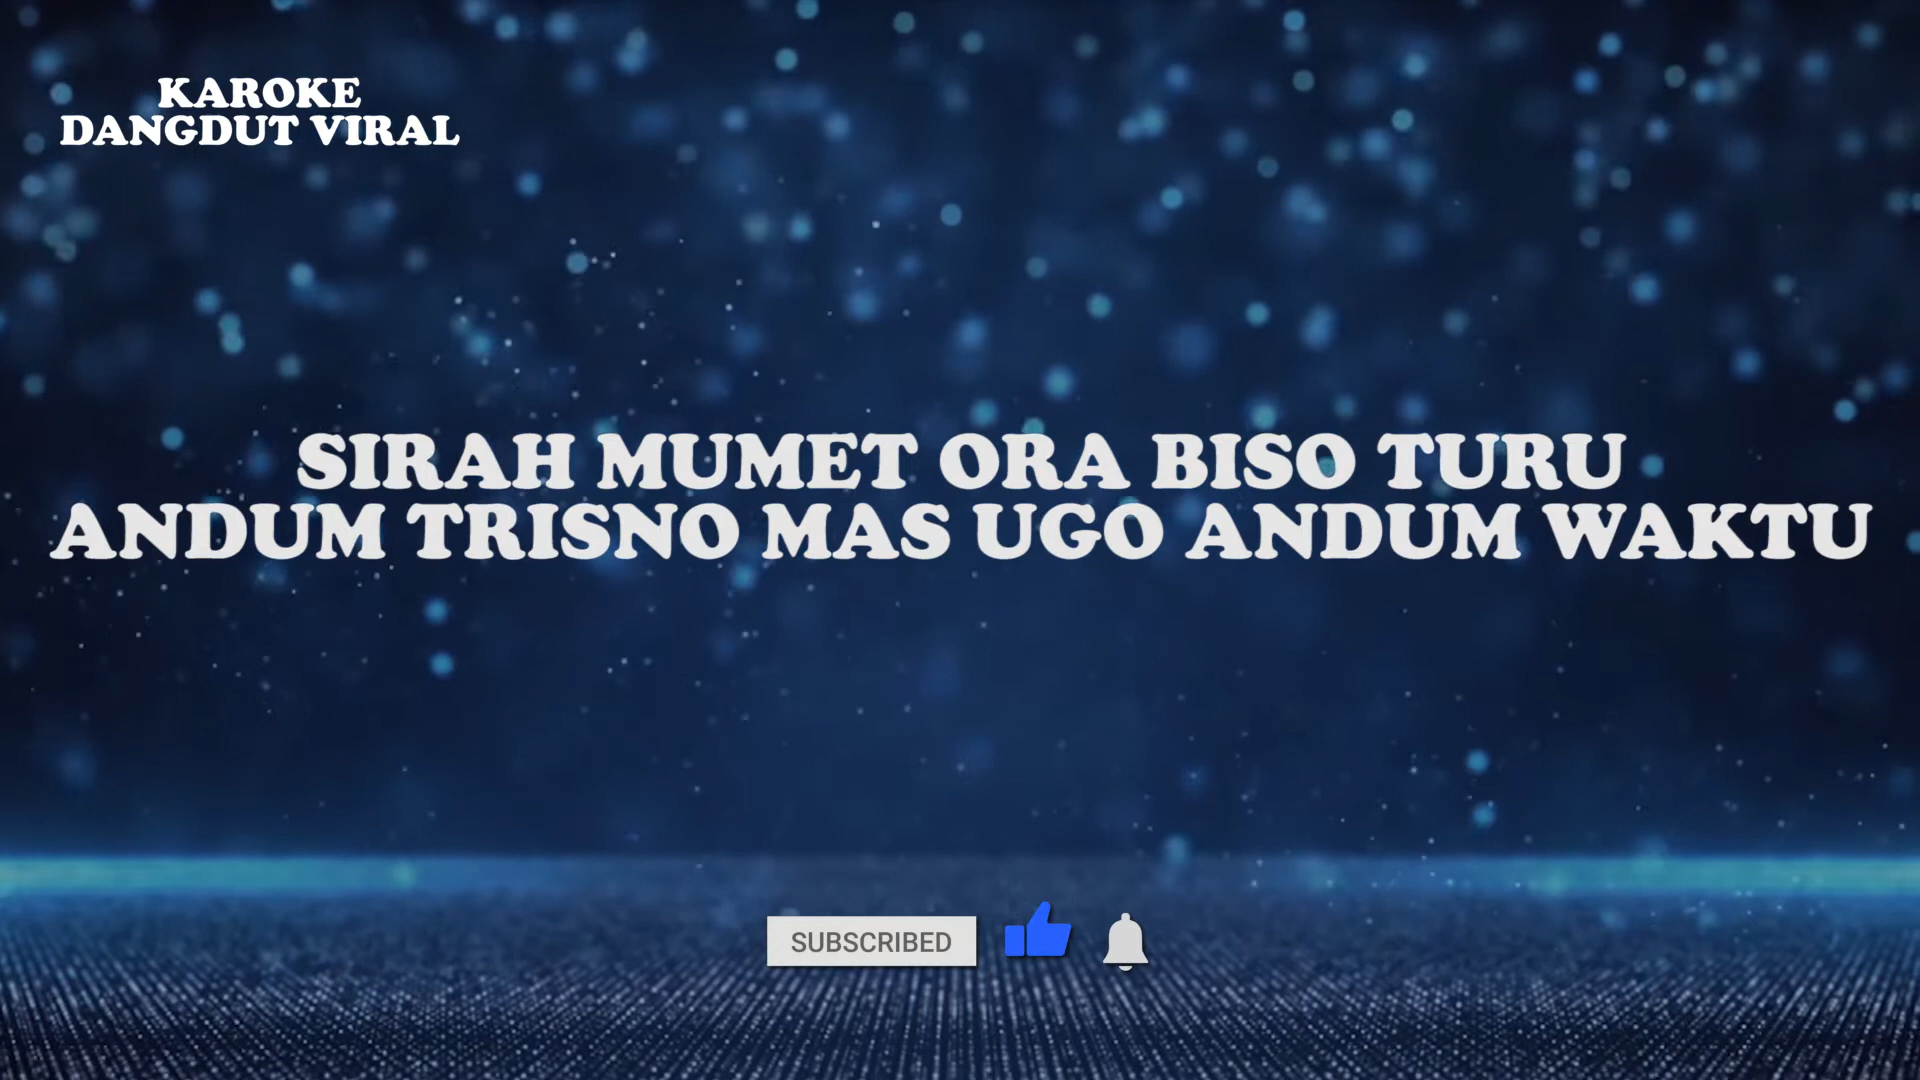 KAROKE
DANGDUT VIRAL
SIRAH MUMET ORA BISO TURU
ANDUM TRISNO MAS UGO ANDUM WAKTU
SUBSCRIBED